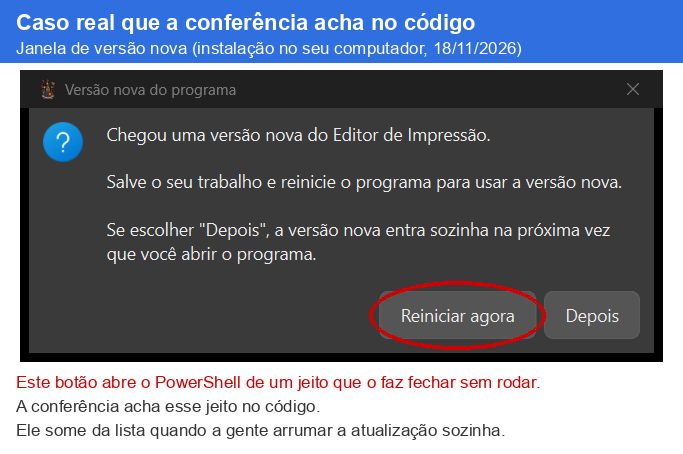 Caso real que a conferência acha no código
Janela de versão nova (instalação no seu computador, 18/11/2026)
Versão nova do programa
?
Chegou uma versão nova do Editor de Impressão.
Salve o seu trabalho e reinicie o programa para usar a versão nova.
Se escolher "Depois", a versão nova entra sozinha na próxima vez
que você abrir o programa.
Reiniciar agora
Depois
Este botão abre o PowerShell de um jeito que o faz fechar sem rodar.
A conferência acha esse jeito no código.
Ele some da lista quando a gente arrumar a atualização sozinha.